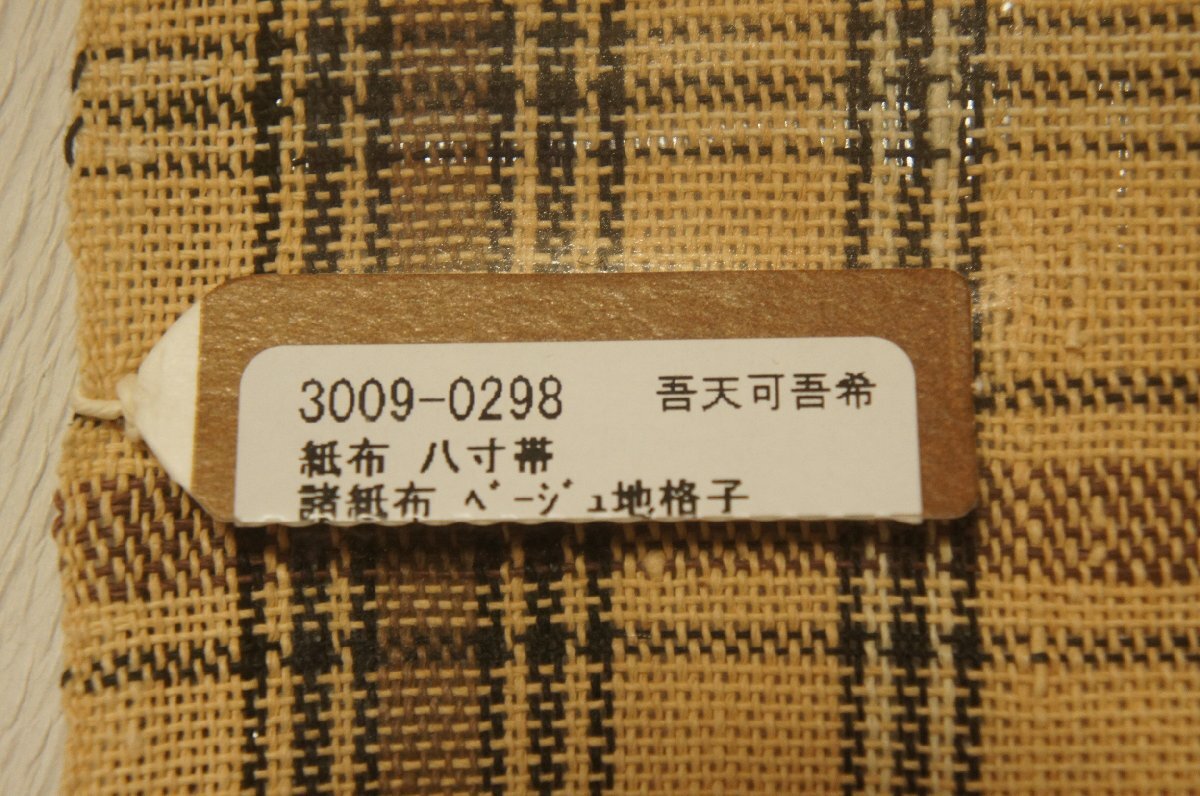 3009-0298 吾天可吾希
紙布 八寸帯
諸紙布 ﾍﾞｰｼﾞｭ地格子